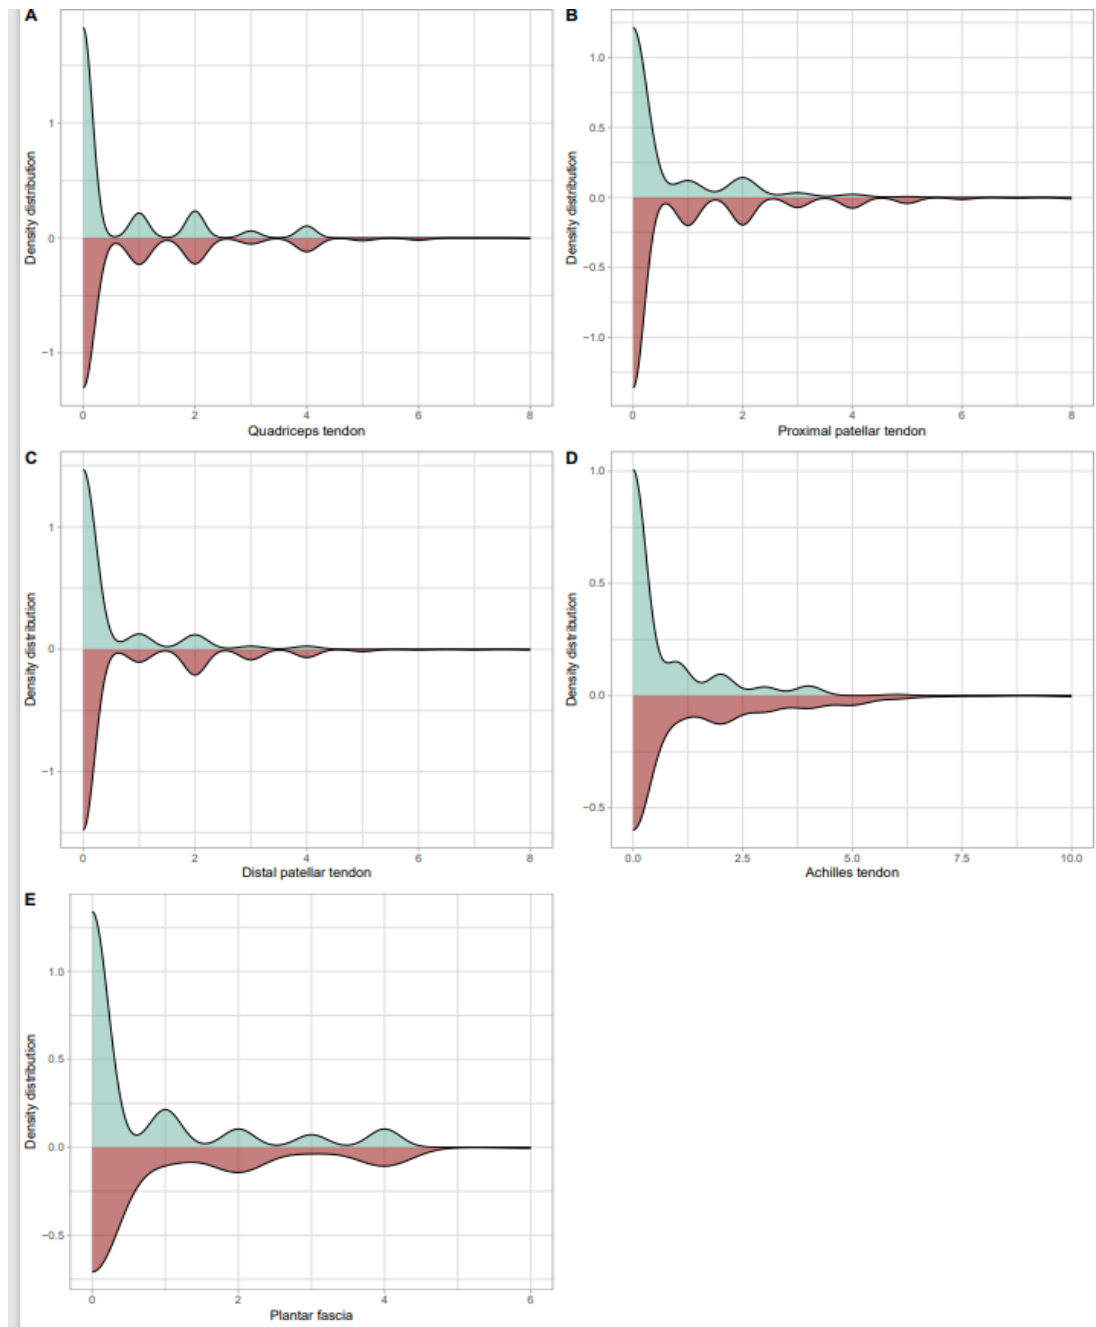 A
Density distribution
1
0
−1
0 2 4 6 8
Quadriceps tendon
B
Density distribution
1.0
0.5
0.0
−0.5
−1.0
0 2 4 6 8
Proximal patellar tendon
C
Density distribution
1
0
−1
0 2 4 6 8
Distal patellar tendon
D
Density distribution
1.0
0.5
0.0
−0.5
0.0 2.5 5.0 7.5 10.0
Achilles tendon
E
Density distribution
1.0
0.5
0.0
−0.5
0 2 4 6
Plantar fascia